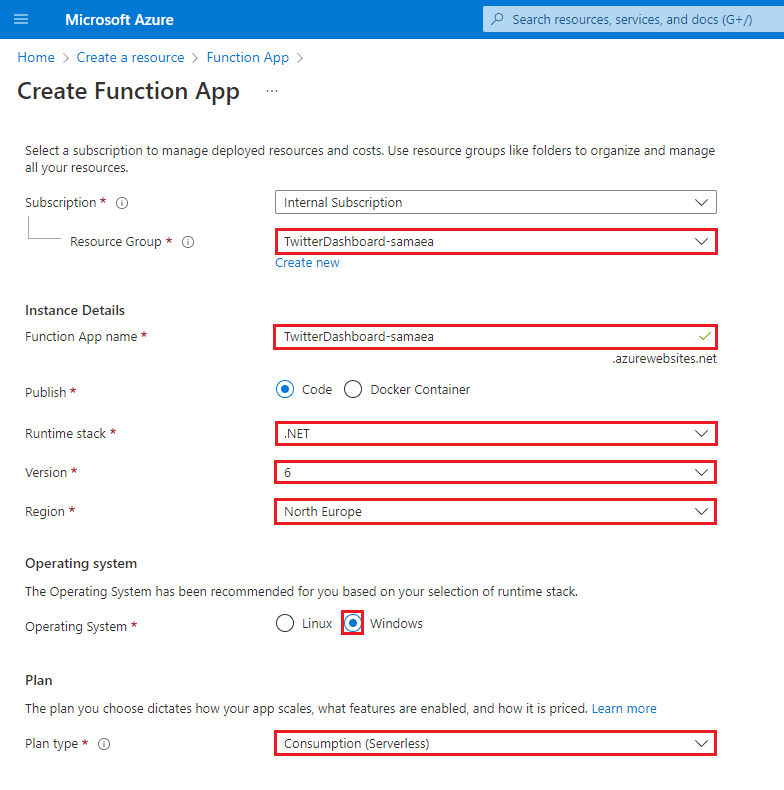 Microsoft Azure
Search resources, services, and docs (G+/)
Home > Create a resource > Function App >
Create Function App ...
Select a subscription to manage deployed resources and costs. Use resource groups like folders to organize and manage
all your resources.
Subscription * Internal Subscription
Resource Group * TwitterDashboard-samaea
Create new
Instance Details
Function App name * TwitterDashboard-samaea
.azurewebsites.net
Publish * Code Docker Container
Runtime stack * .NET
Version * 6
Region * North Europe
Operating system
The Operating System has been recommended for you based on your selection of runtime stack.
Operating System * Linux Windows
Plan
The plan you choose dictates how your app scales, what features are enabled, and how it is priced. Learn more
Plan type * Consumption (Serverless)